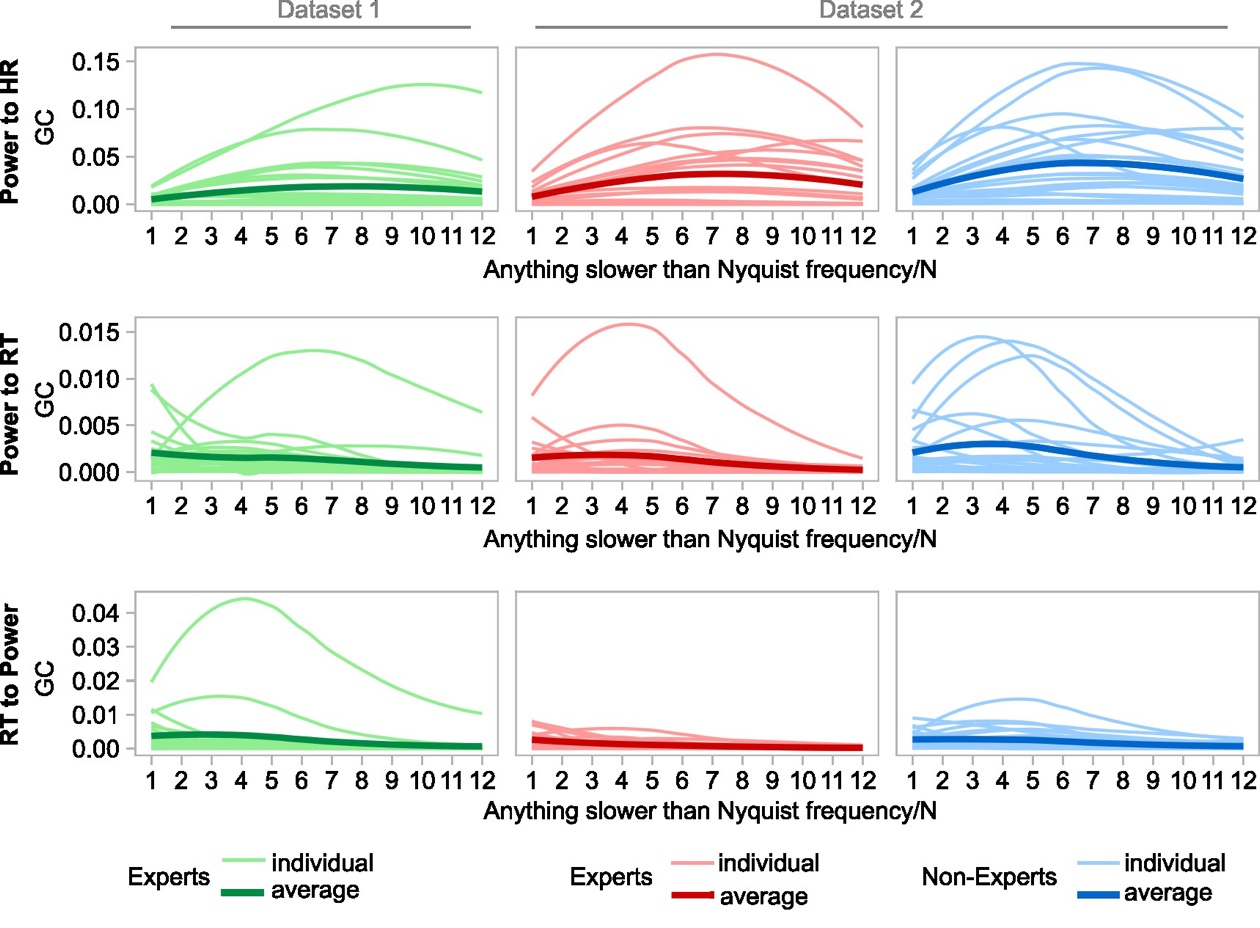 Dataset 1 Dataset 2
Power to HR
GC
0.15
0.10
0.05
0.00
1 2 3 4 5 6 7 8 9 10 11 12 1 2 3 4 5 6 7 8 9 10 11 12 1 2 3 4 5 6 7 8 9 10 11 12
Anything slower than Nyquist frequency/N
Power to RT
GC
0.015
0.010
0.005
0.000
1 2 3 4 5 6 7 8 9 10 11 12 1 2 3 4 5 6 7 8 9 10 11 12 1 2 3 4 5 6 7 8 9 10 11 12
Anything slower than Nyquist frequency/N
RT to Power
GC
0.04
0.03
0.02
0.01
0.00
1 2 3 4 5 6 7 8 9 10 11 12 1 2 3 4 5 6 7 8 9 10 11 12 1 2 3 4 5 6 7 8 9 10 11 12
Anything slower than Nyquist frequency/N
Experts individual average
Experts individual average
Non-Experts individual average